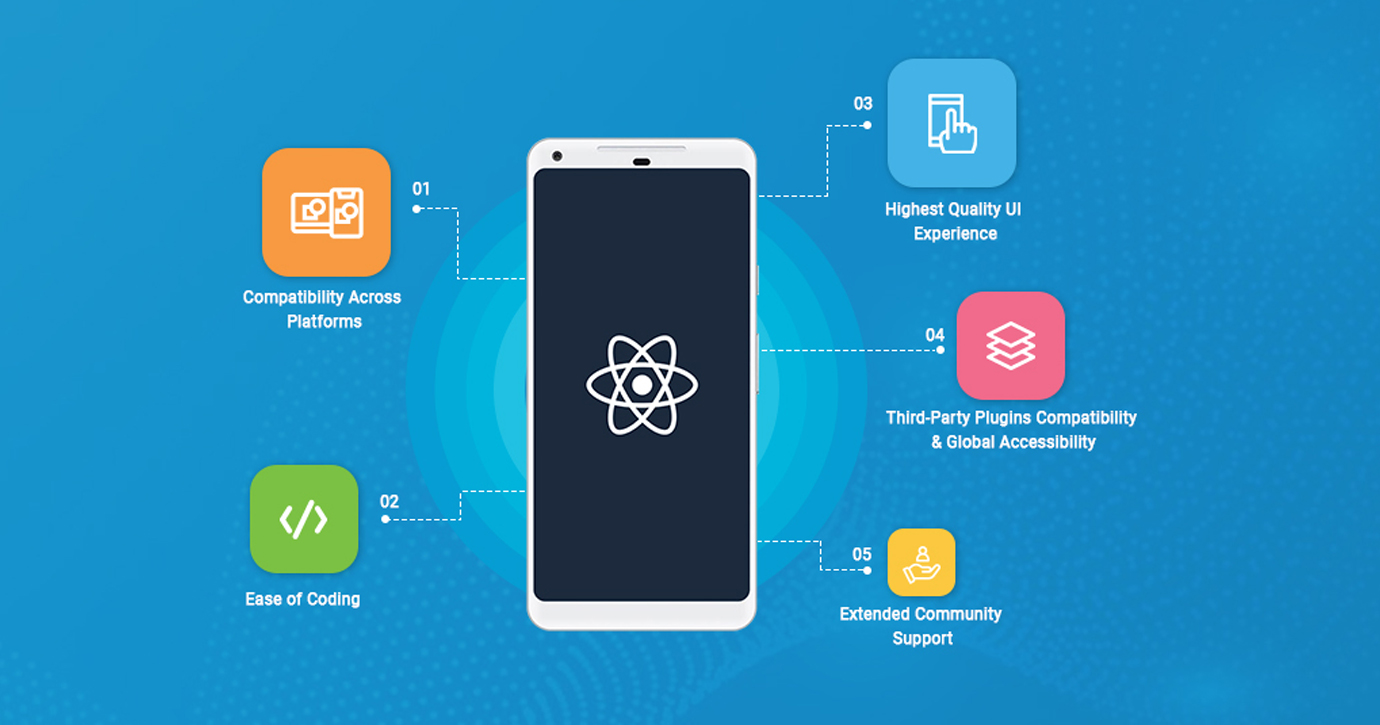 01
Compatibility Across
Platforms
02
Ease of Coding
03
Highest Quality UI
Experience
04
Third-Party Plugins Compatibility
& Global Accessibility
05
Extended Community
Support